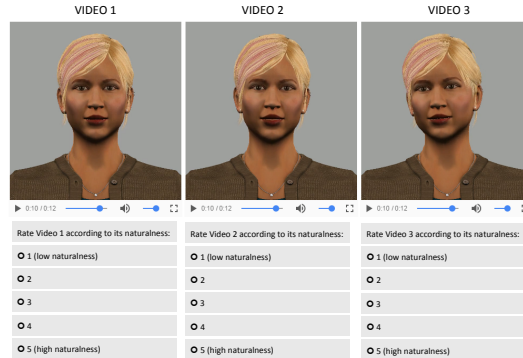 VIDEO 1
VIDEO 2
VIDEO 3
0:10 / 0:12
0:10 / 0:12
0:10 / 0:12
Rate Video 1 according to its naturalness:
1 (low naturalness)
2
3
4
5 (high naturalness)
Rate Video 2 according to its naturalness:
1 (low naturalness)
2
3
4
5 (high naturalness)
Rate Video 3 according to its naturalness:
1 (low naturalness)
2
3
4
5 (high naturalness)